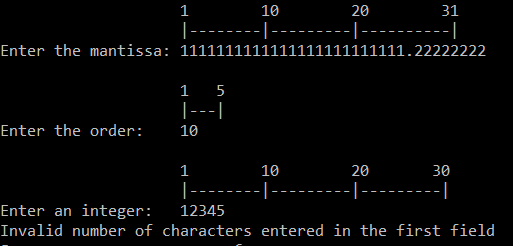 1        10        20        31
                    |--------|---------|----------|
Enter the mantissa: 1111111111111111111111111.22222222
                    1   5
                    |---|
Enter the order:    10
                    1        10        20       30
                    |--------|---------|---------|
Enter an integer:   12345
Invalid number of characters entered in the first field